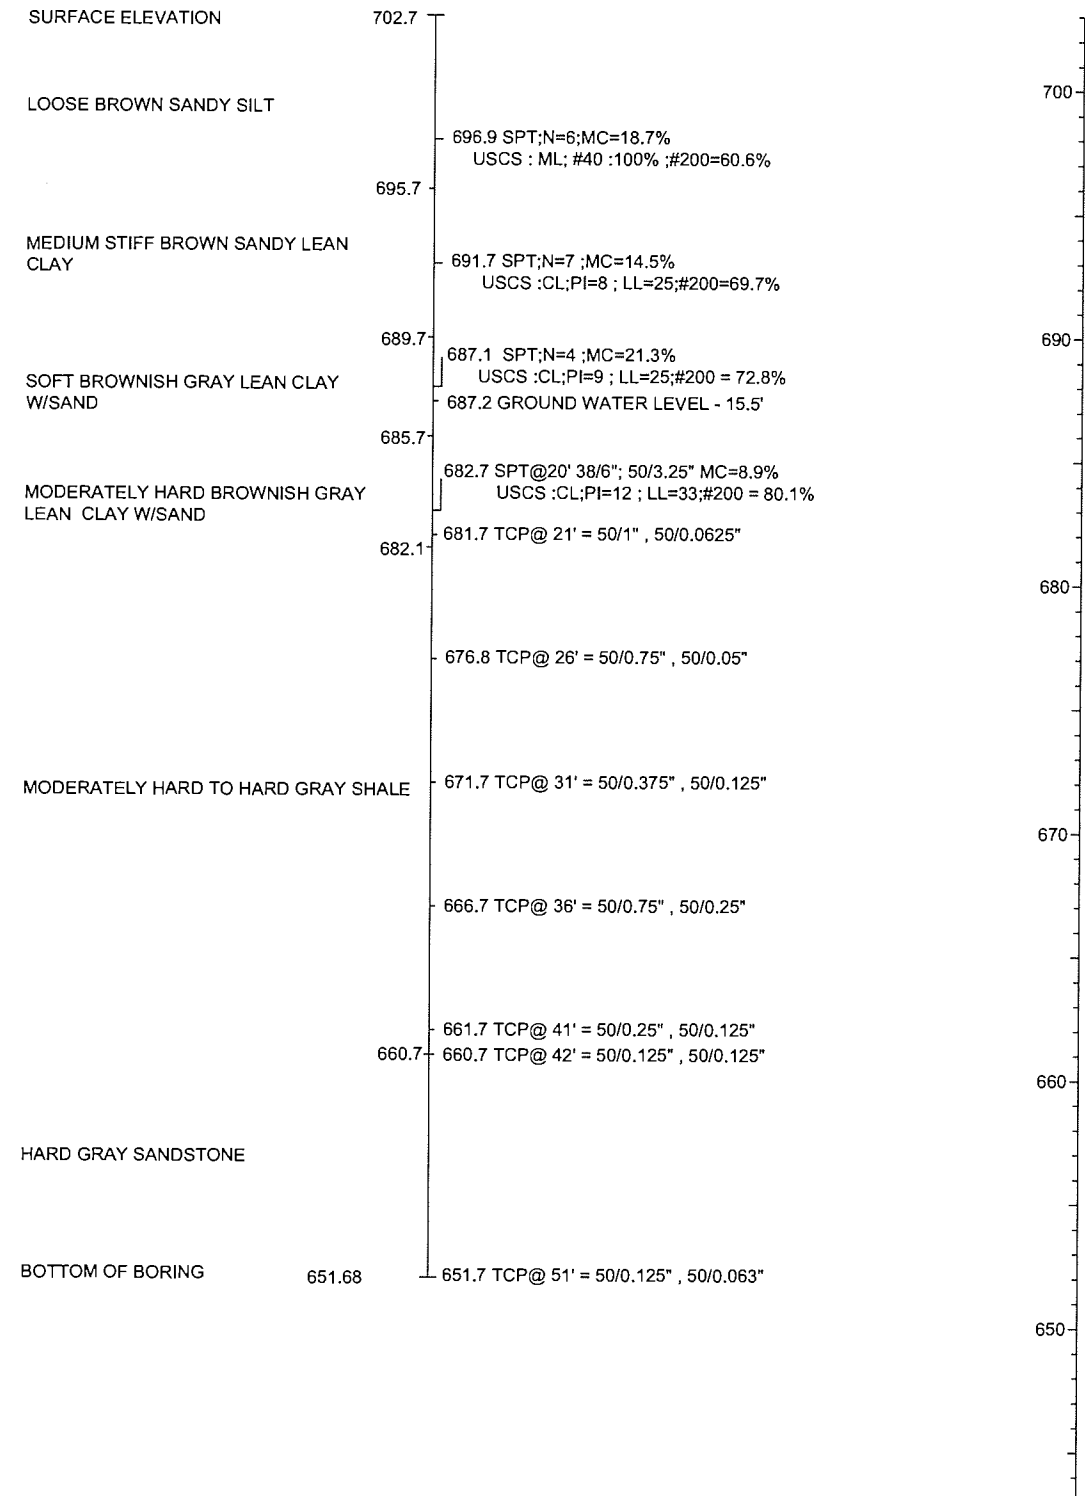 SURFACE ELEVATION 702.7
700
LOOSE BROWN SANDY SILT
696.9 SPT;N=6;MC=18.7%
USCS : ML; #40 :100% ;#200=60.6%
695.7
MEDIUM STIFF BROWN SANDY LEAN
CLAY
691.7 SPT;N=7 ;MC=14.5%
USCS :CL;PI=8 ; LL=25;#200=69.7%
689.7
690
687.1 SPT;N=4 ;MC=21.3%
USCS :CL;PI=9 ; LL=25;#200 = 72.8%
SOFT BROWNISH GRAY LEAN CLAY
W/SAND
687.2 GROUND WATER LEVEL - 15.5'
685.7
682.7 SPT@20' 38/6"; 50/3.25" MC=8.9%
USCS :CL;PI=12 ; LL=33;#200 = 80.1%
MODERATELY HARD BROWNISH GRAY
LEAN CLAY W/SAND
681.7 TCP@ 21' = 50/1" , 50/0.0625"
682.1
680
676.8 TCP@ 26' = 50/0.75" , 50/0.05"
MODERATELY HARD TO HARD GRAY SHALE
671.7 TCP@ 31' = 50/0.375" , 50/0.125"
670
666.7 TCP@ 36' = 50/0.75" , 50/0.25"
661.7 TCP@ 41' = 50/0.25" , 50/0.125"
660.7
660.7 TCP@ 42' = 50/0.125" , 50/0.125"
660
HARD GRAY SANDSTONE
BOTTOM OF BORING 651.68
651.7 TCP@ 51' = 50/0.125" , 50/0.063"
650